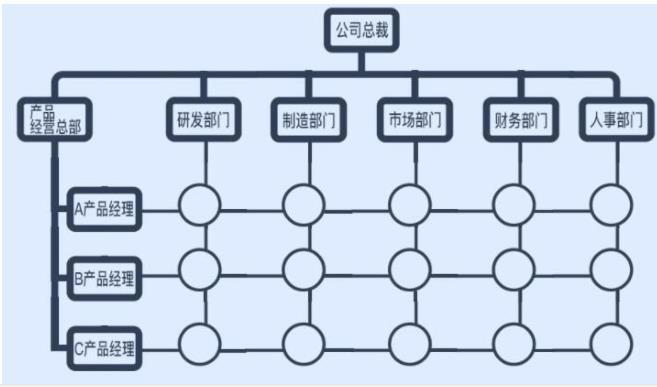 公司总裁
产品
经营总部
研发部门
制造部门
市场部门
财务部门
人事部门
A产品经理
B产品经理
C产品经理